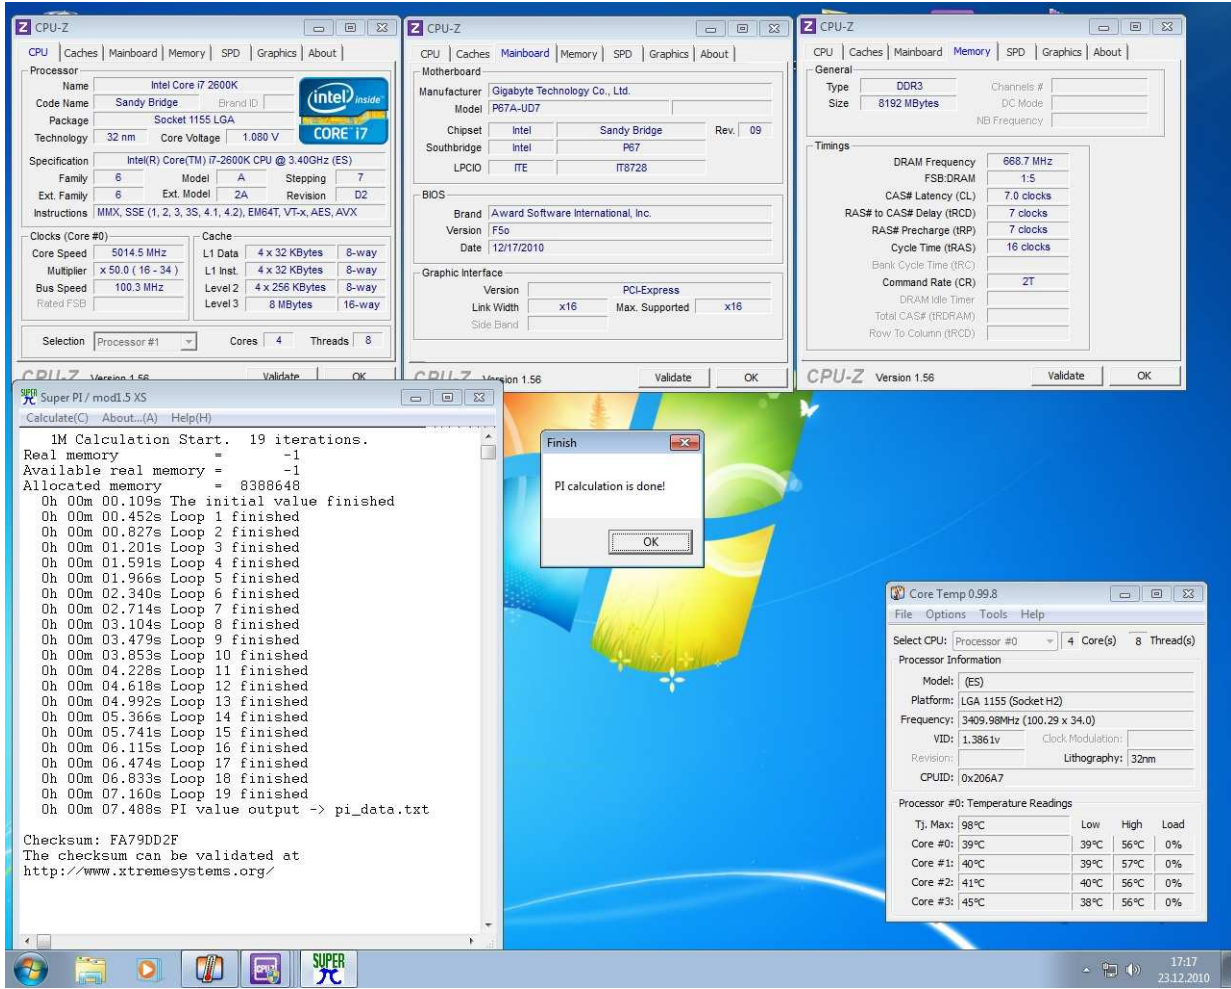 CPU-Z
CPU Caches Mainboard Memory SPD Graphics About
Processor
Name Intel Core i7 2600K
Code Name Sandy Bridge Brand ID
Package Socket 1155 LGA
Technology 32 nm Core Voltage 1.080 V
intel inside CORE i7
Specification Intel(R) Core(TM) i7-2600K CPU @ 3.40GHz (ES)
Family 6 Model A Stepping 7
Ext. Family 6 Ext. Model 2A Revision D2
Instructions MMX, SSE (1, 2, 3, 3S, 4.1, 4.2), EM64T, VT-x, AES, AVX
Clocks (Core #0)
Core Speed 5014.5 MHz
Multiplier x 50.0 ( 16 - 34 )
Bus Speed 100.3 MHz
Rated FSB
Cache
L1 Data 4 x 32 KBytes 8-way
L1 Inst. 4 x 32 KBytes 8-way
Level 2 4 x 256 KBytes 8-way
Level 3 8 MBytes 16-way
Selection Processor #1 Cores 4 Threads 8
CPU-Z Version 1.56 Validate OK
CPU-Z
CPU Caches Mainboard Memory SPD Graphics About
Motherboard
Manufacturer Gigabyte Technology Co., Ltd.
Model P67A-UD7
Chipset Intel Sandy Bridge Rev. 09
Southbridge Intel P67
LPCIO ITE IT8728
BIOS
Brand Award Software International, Inc.
Version F5o
Date 12/17/2010
Graphic Interface
Version PCI-Express
Link Width x16 Max. Supported x16
Side Band
CPU-Z Version 1.56 Validate OK
CPU-Z
CPU Caches Mainboard Memory SPD Graphics About
General
Type DDR3 Channels #
Size 8192 MBytes DC Mode
NB Frequency
Timings
DRAM Frequency 668.7 MHz
FSB:DRAM 1:5
CAS# Latency (CL) 7.0 clocks
RAS# to CAS# Delay (tRCD) 7 clocks
RAS# Precharge (tRP) 7 clocks
Cycle Time (tRAS) 16 clocks
Bank Cycle Time (tRC)
Command Rate (CR) 2T
DRAM Idle Timer
Total CAS# (tRDRAM)
Row To Column (tRCD)
CPU-Z Version 1.56 Validate OK
SUPER π Super PI / mod1.5 XS
Calculate(C) About...(A) Help(H)
1M Calculation Start. 19 iterations.
Real memory = -1
Available real memory = -1
Allocated memory = 8388648
0h 00m 00.109s The initial value finished
0h 00m 00.452s Loop 1 finished
0h 00m 00.827s Loop 2 finished
0h 00m 01.201s Loop 3 finished
0h 00m 01.591s Loop 4 finished
0h 00m 01.966s Loop 5 finished
0h 00m 02.340s Loop 6 finished
0h 00m 02.714s Loop 7 finished
0h 00m 03.104s Loop 8 finished
0h 00m 03.479s Loop 9 finished
0h 00m 03.853s Loop 10 finished
0h 00m 04.228s Loop 11 finished
0h 00m 04.618s Loop 12 finished
0h 00m 04.992s Loop 13 finished
0h 00m 05.366s Loop 14 finished
0h 00m 05.741s Loop 15 finished
0h 00m 06.115s Loop 16 finished
0h 00m 06.474s Loop 17 finished
0h 00m 06.833s Loop 18 finished
0h 00m 07.160s Loop 19 finished
0h 00m 07.488s PI value output -> pi_data.txt
Checksum: FA79DD2F
The checksum can be validated at
http://www.xtremesystems.org/
Finish
PI calculation is done!
OK
Core Temp 0.99.8
File Options Tools Help
Select CPU: Processor #0 4 Core(s) 8 Thread(s)
Processor Information
Model: (ES)
Platform: LGA 1155 (Socket H2)
Frequency: 3409.98MHz (100.29 x 34.0)
VID: 1.3861v Clock Modulation:
Revision: Lithography: 32nm
CPUID: 0x206A7
Processor #0: Temperature Readings
Tj. Max: 98°C Low High Load
Core #0: 39°C 39°C 56°C 0%
Core #1: 40°C 39°C 57°C 0%
Core #2: 41°C 40°C 56°C 0%
Core #3: 45°C 38°C 56°C 0%
SUPER π
17:17
23.12.2010